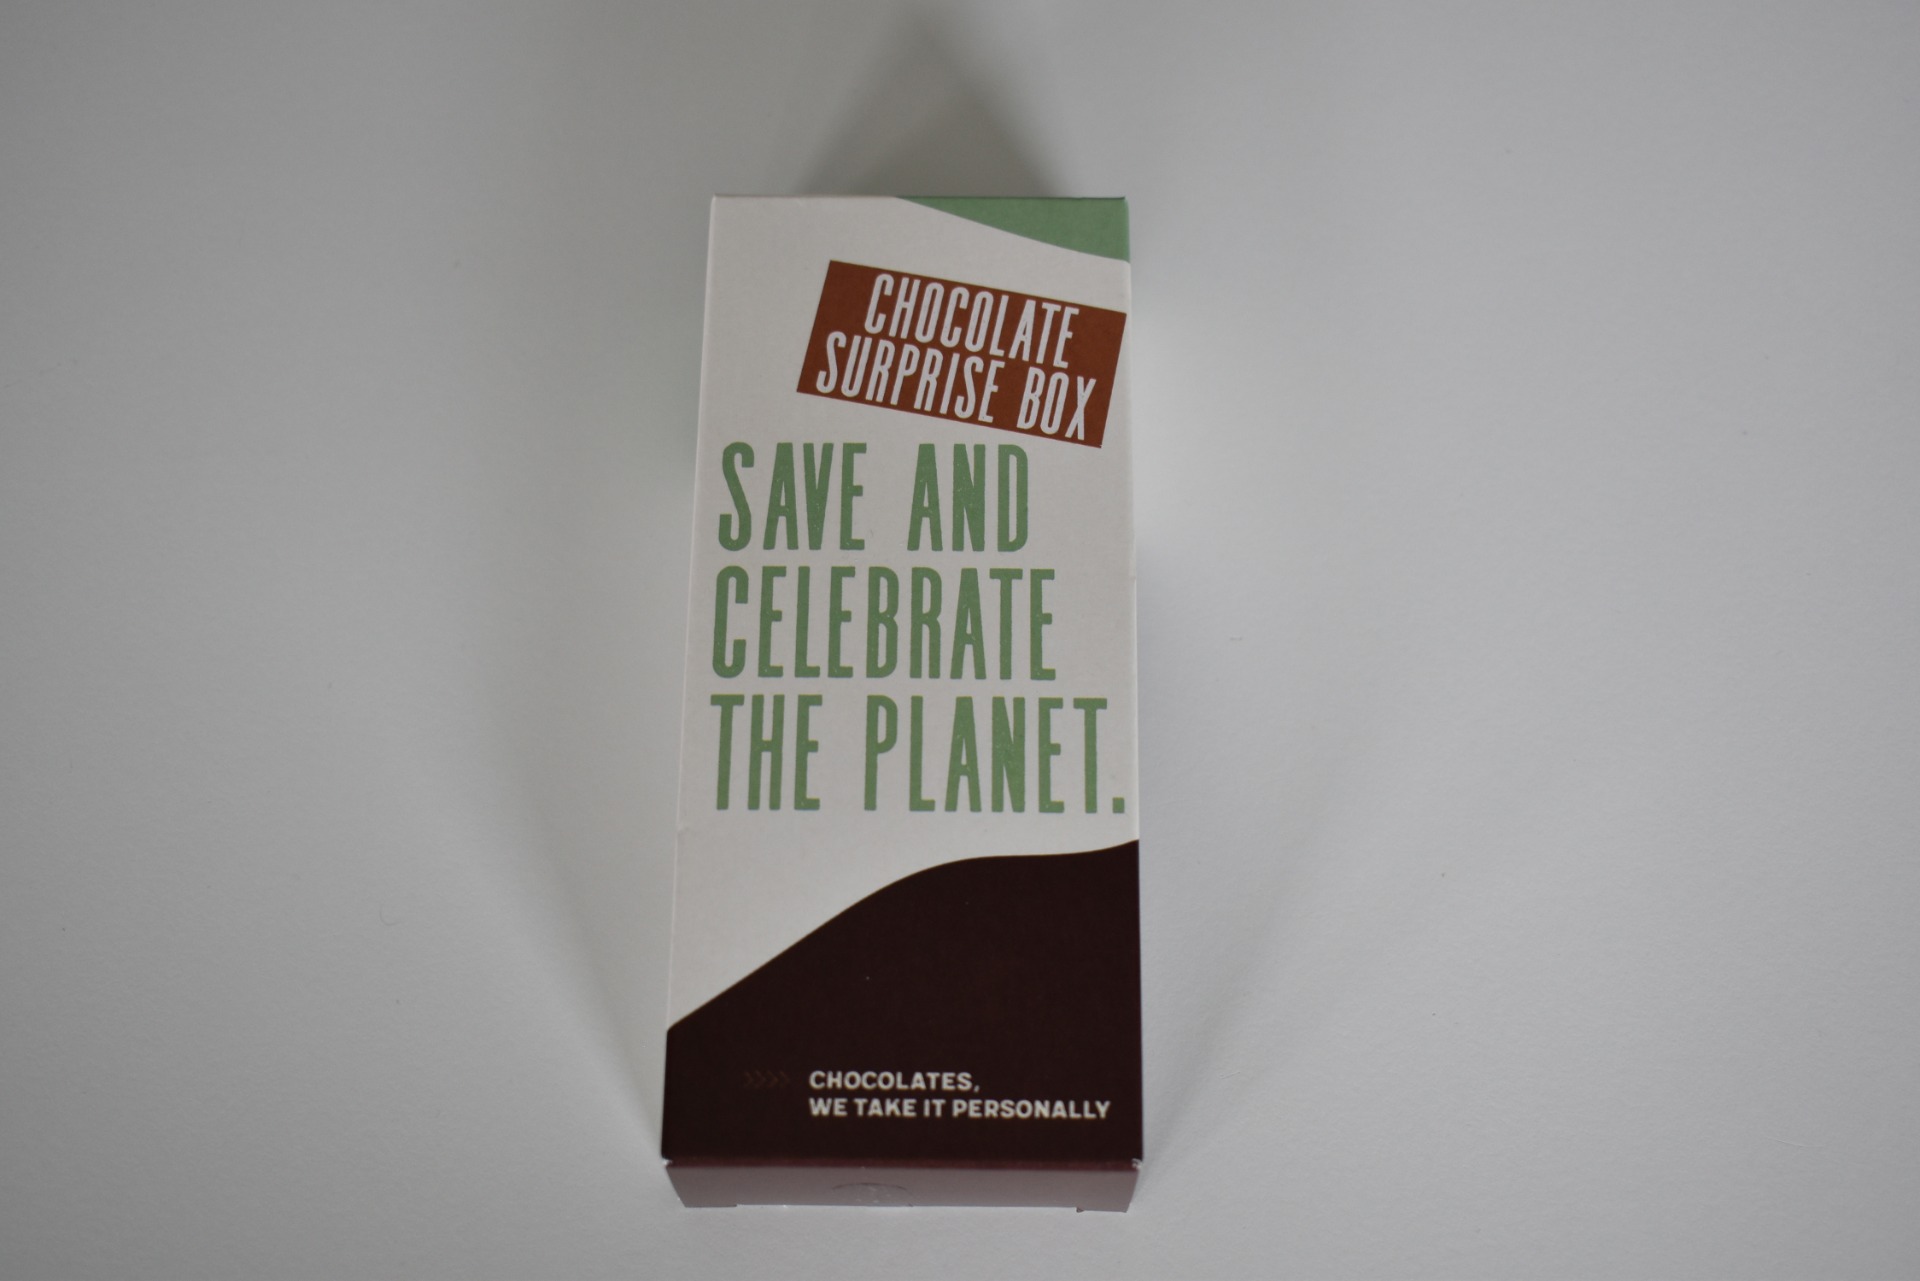 CHOCOLATE
SURPRISE BOX
SAVE AND
CELEBRATE
THE PLANET.
CHOCOLATES,
WE TAKE IT PERSONALLY